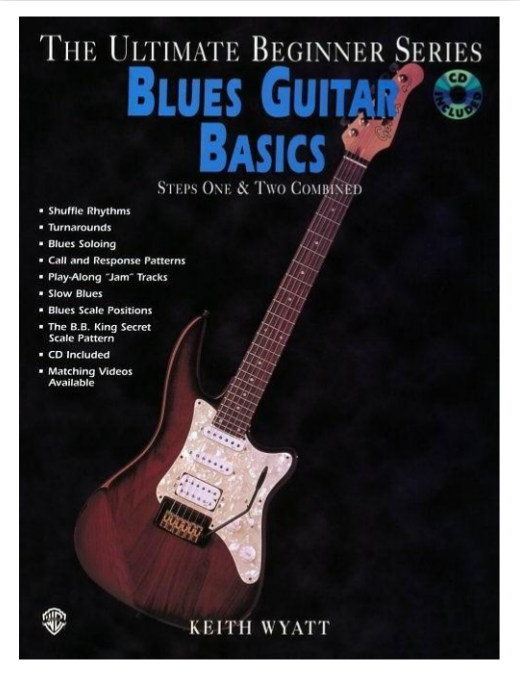 THE ULTIMATE BEGINNER SERIES
BLUES GUITAR
BASICS
CD
INCLUDED
STEPS ONE & TWO COMBINED
▪ Shuffle Rhythms
▪ Turnarounds
▪ Blues Soloing
▪ Call and Response Patterns
▪ Play-Along "Jam" Tracks
▪ Slow Blues
▪ Blues Scale Positions
▪ The B.B. King Secret
Scale Pattern
▪ CD Included
▪ Matching Videos
Available
KEITH WYATT